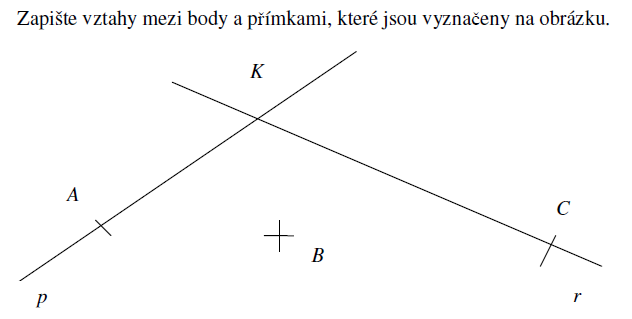 Zapište vztahy mezi body a přímkami, které jsou vyznačeny na obrázku.
K
A
C
B
p
r